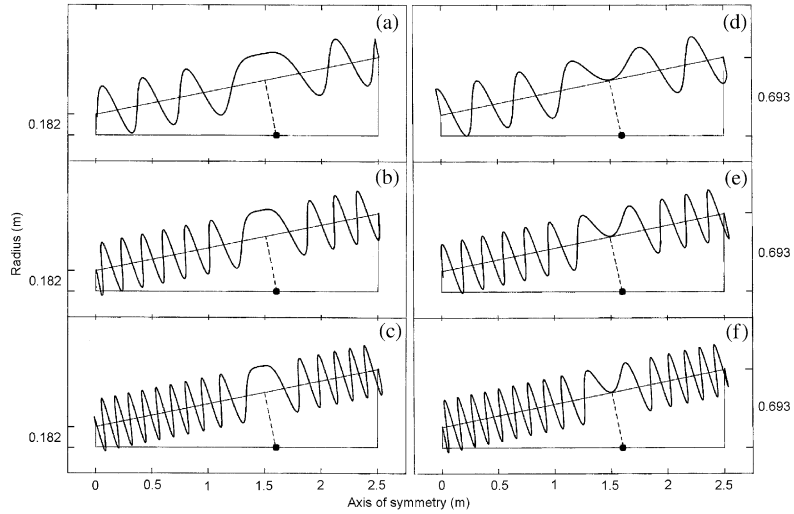 (a)
(d)
0.182
0.693
(b)
(e)
Radius (m)
0.182
0.693
(c)
(f)
0.182
0.693
0 0.5 1 1.5 2 2.5 0 0.5 1 1.5 2 2.5
Axis of symmetry (m)